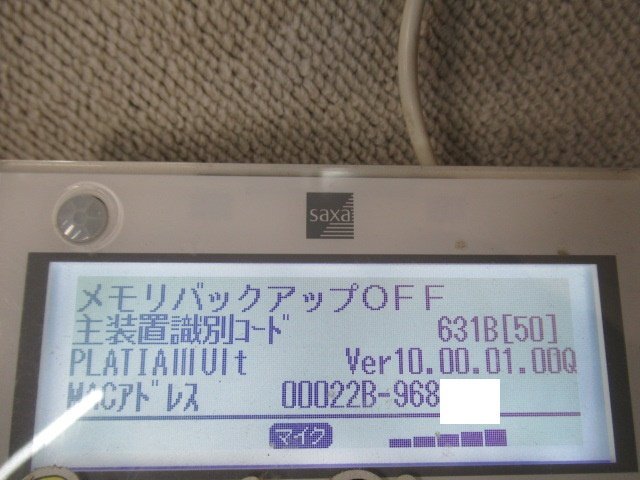 saxa
メモリバックアップOFF
主装置識別コード 631B[50]
PLATIAⅢUlt Ver10.00.01.00Q
MACアドレス 00022B-968
マイク